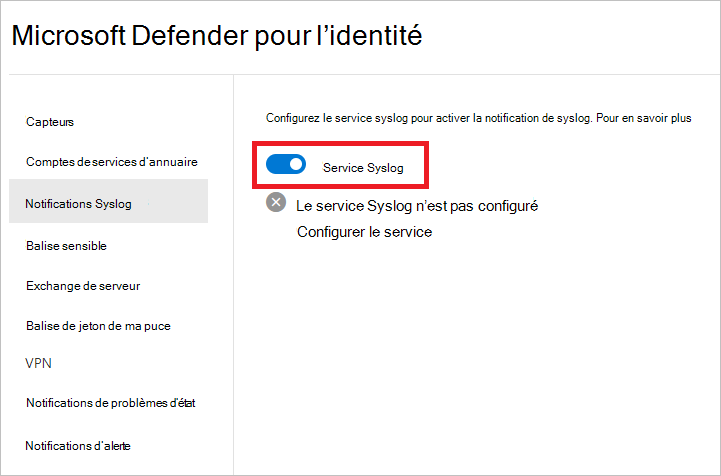 Microsoft Defender pour l’identité
Capteurs
Comptes de services d’annuaire
Notifications Syslog
Balise sensible
Exchange de serveur
Balise de jeton de ma puce
VPN
Notifications de problèmes d'état
Notifications d’alerte
Configurez le service syslog pour activer la notification de syslog. Pour en savoir plus
Service Syslog
Le service Syslog n’est pas configuré
Configurer le service